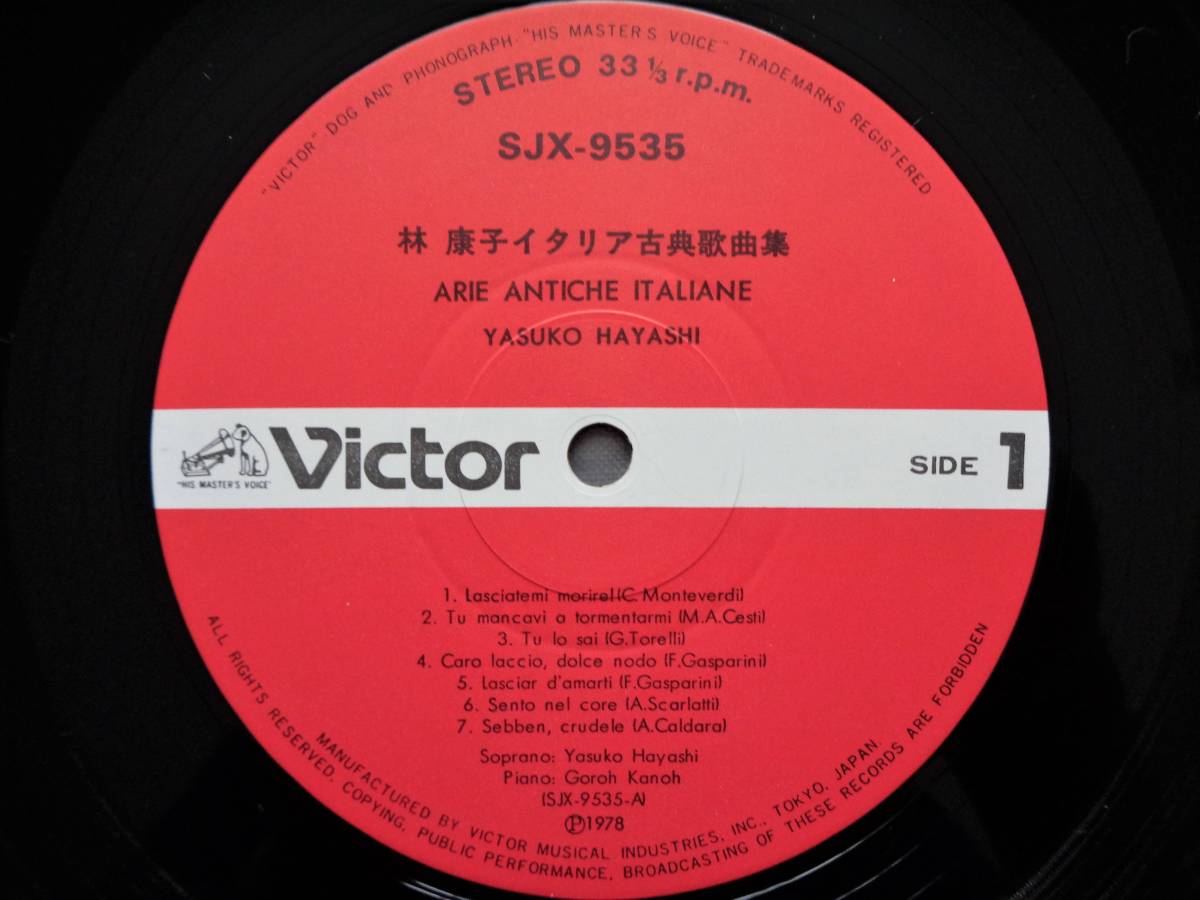 "VICTOR" DOG AND PHONOGRAPH·"HIS MASTER'S VOICE" TRADEMARKS REGISTERED
STEREO 33 1/3 r.p.m.
SJX-9535
林 康子イタリア古典歌曲集
ARIE ANTICHE ITALIANE
YASUKO HAYASHI
"HIS MASTER'S VOICE"
Victor
SIDE 1
1. Lasciatemi morire!(C. Monteverdi)
2. Tu mancavi a tormentarmi (M.A.Cesti)
3. Tu lo sai (G.Torelli)
4. Caro laccio, dolce nodo (F.Gasparini)
5. Lasciar d'amarti (F.Gasparini)
6. Sento nel core (A.Scarlatti)
7. Sebben, crudele (A.Caldara)
Soprano: Yasuko Hayashi
Piano: Goroh Kanoh
(SJX-9535-A)
Ⓟ1978
MANUFACTURED BY VICTOR MUSICAL INDUSTRIES, INC., TOKYO, JAPAN.
ALL RIGHTS RESERVED. COPYING, PUBLIC PERFORMANCE, BROADCASTING OF THESE RECORDS ARE FORBIDDEN